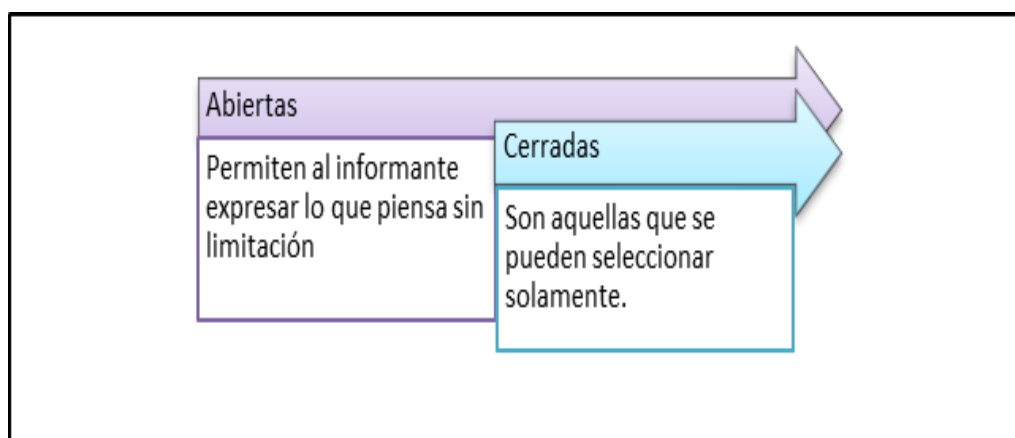 Abiertas
Permiten al informante
expresar lo que piensa sin
limitación
Cerradas
Son aquellas que se
pueden seleccionar
solamente.